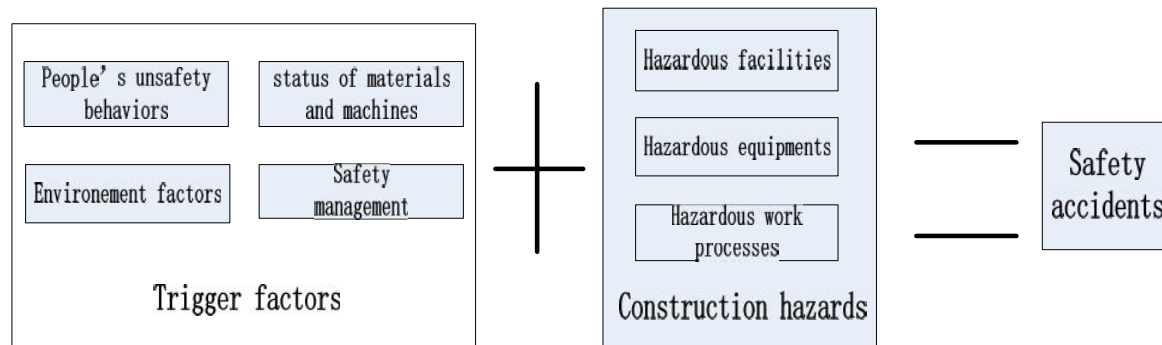 People's unsafety
behaviors
status of materials
and machines
Environement factors
Safety
management
Trigger factors
Hazardous facilities
Hazardous equipments
Hazardous work
processes
Construction hazards
Safety
accidents